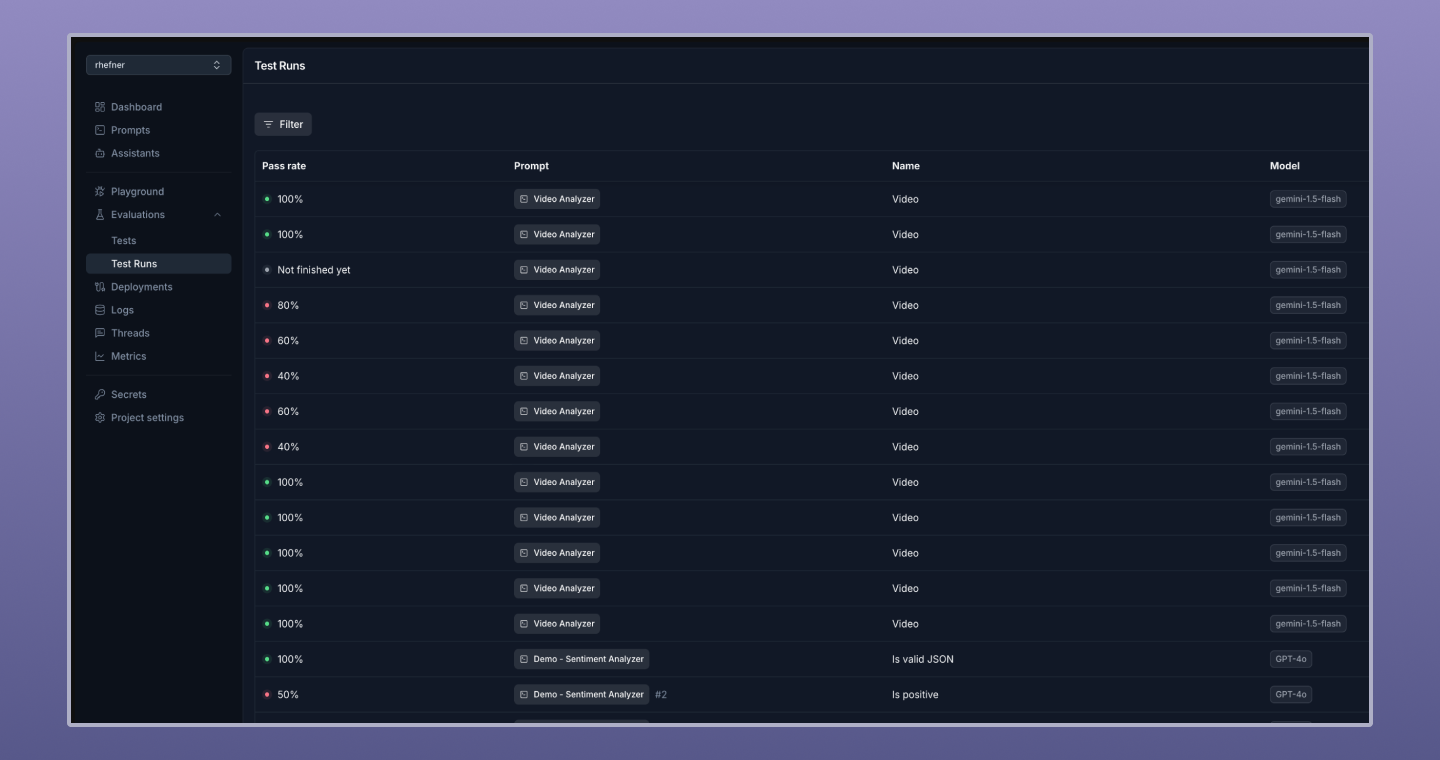 rhefner
Dashboard
Prompts
Assistants
Playground
Evaluations
Tests
Test Runs
Deployments
Logs
Threads
Metrics
Secrets
Project settings
Test Runs
Filter
Pass rate Prompt Name Model
100% Video Analyzer Video gemini-1.5-flash
100% Video Analyzer Video gemini-1.5-flash
Not finished yet Video Analyzer Video gemini-1.5-flash
80% Video Analyzer Video gemini-1.5-flash
60% Video Analyzer Video gemini-1.5-flash
40% Video Analyzer Video gemini-1.5-flash
60% Video Analyzer Video gemini-1.5-flash
40% Video Analyzer Video gemini-1.5-flash
100% Video Analyzer Video gemini-1.5-flash
100% Video Analyzer Video gemini-1.5-flash
100% Video Analyzer Video gemini-1.5-flash
100% Video Analyzer Video gemini-1.5-flash
100% Video Analyzer Video gemini-1.5-flash
100% Demo - Sentiment Analyzer Is valid JSON GPT-4o
50% Demo - Sentiment Analyzer #2 Is positive GPT-4o